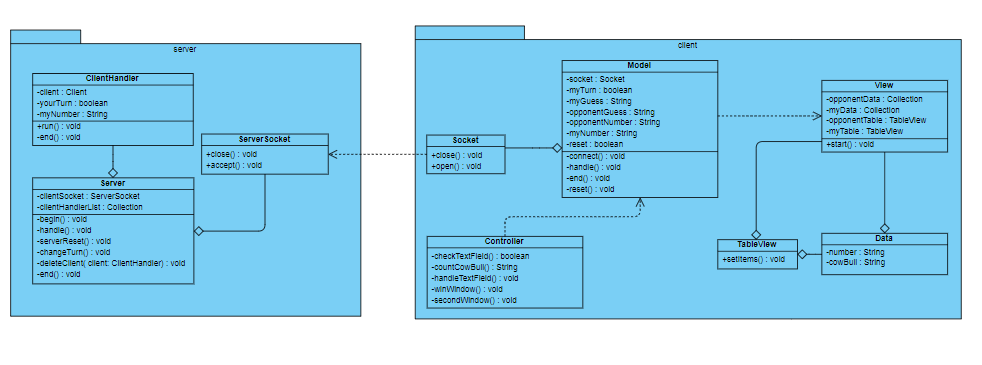 server
ClientHandler
-client : Client
-yourTurn : boolean
-myNumber : String
+run() : void
-end() : void
ServerSocket
+close() : void
+accept() : void
Server
-clientSocket : ServerSocket
-clientHandlerList : Collection
-begin() : void
-handle() : void
-serverReset() : void
-changeTurn() : void
-deleteClient( client: ClientHandler) : void
-end() : void
client
Model
-socket : Socket
-myTurn : boolean
-myGuess : String
-opponentGuess : String
-opponentNumber : String
-myNumber : String
-reset : boolean
-connect() : void
-handle() : void
-end() : void
-reset() : void
View
-opponentData : Collection
-myData : Collection
-opponentTable : TableView
-myTable : TableView
+start() : void
Socket
+close() : void
+open() : void
Controller
-checkTextField() : boolean
-countCowBull() : String
-handleTextField() : void
-winWindow() : void
-secondWindow() : void
TableView
+setItems() : void
Data
-number : String
-cowBull : String